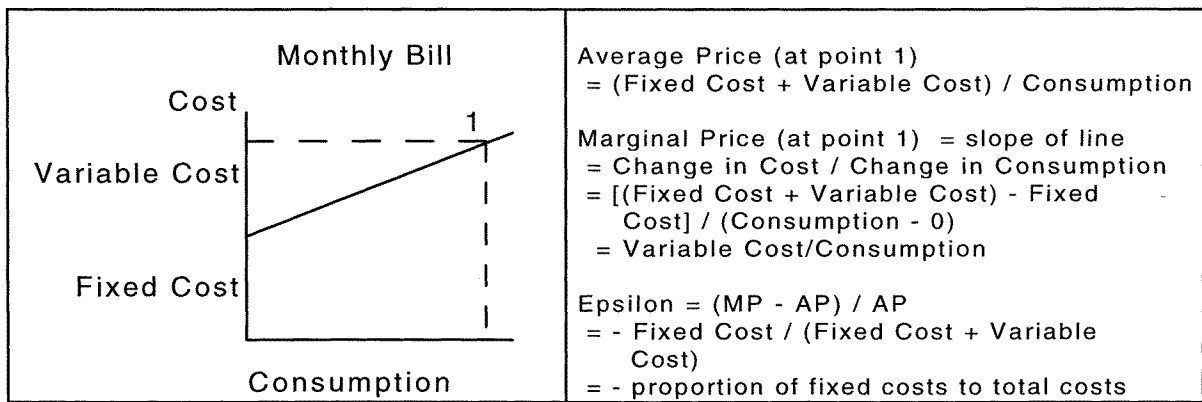 Monthly Bill
Cost
1
Variable Cost
Fixed Cost
Consumption
Average Price (at point 1)
= (Fixed Cost + Variable Cost) / Consumption
Marginal Price (at point 1) = slope of line
= Change in Cost / Change in Consumption
= [(Fixed Cost + Variable Cost) - Fixed
Cost] / (Consumption - 0)
= Variable Cost/Consumption
Epsilon = (MP - AP) / AP
= - Fixed Cost / (Fixed Cost + Variable
Cost)
= - proportion of fixed costs to total costs